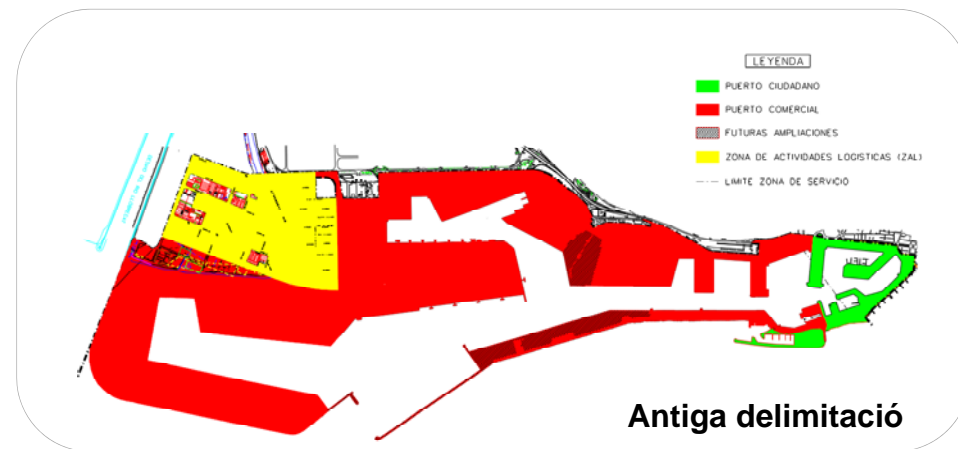 LEYENDA
PUERTO CIUDADANO
PUERTO COMERCIAL
FUTURAS AMPLIACIONES
ZONA DE ACTIVIDADES LOGISTICAS (ZAL)
LIMITE ZONA DE SERVICIO
Antiga delimitació